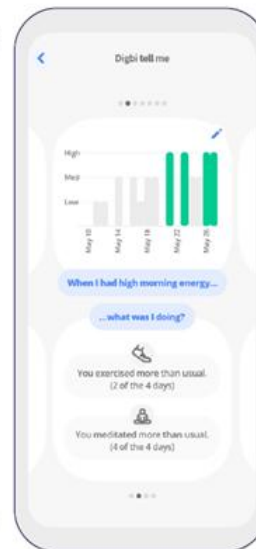 Digbi tell me
High
Med
Low
May 10
May 14
May 18
May 22
May 26
When I had high morning energy...
...what was I doing?
You exercised more than usual.
(2 of the 4 days)
You meditated more than usual.
(4 of the 4 days)